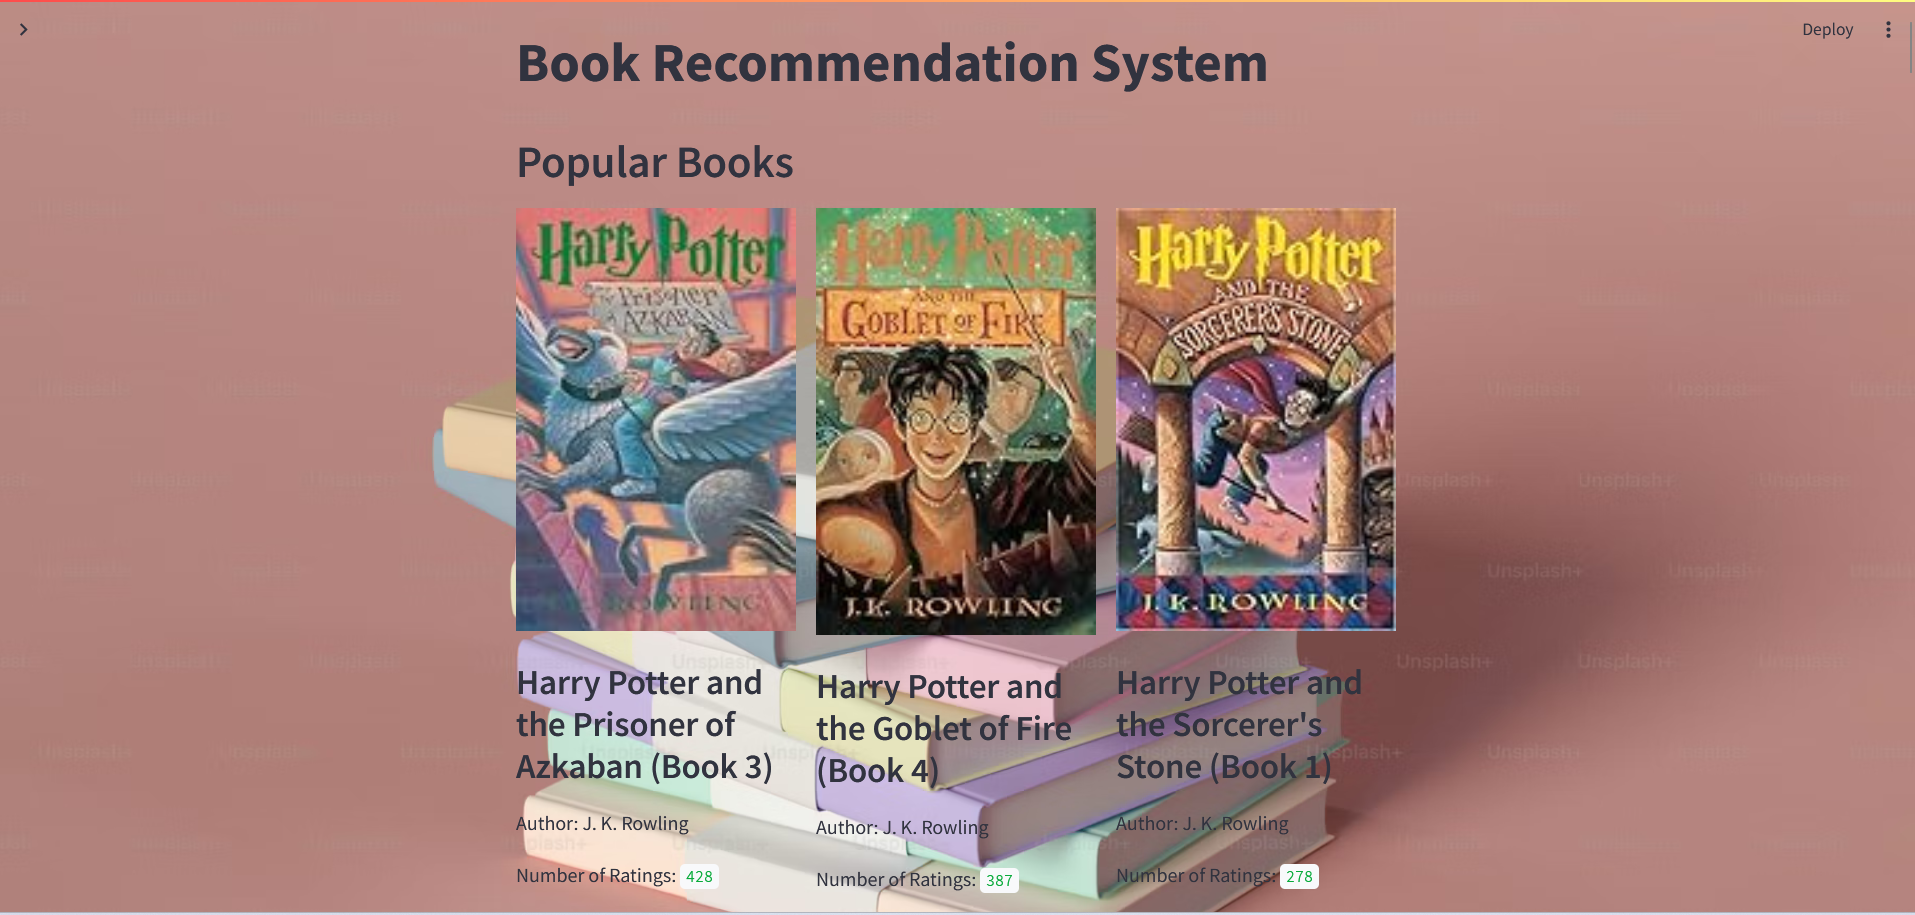 Deploy
Book Recommendation System
Popular Books
Harry Potter
The Prisoner
of AZKABAN
J.K. ROWLING
Harry Potter
AND THE
GOBLET OF FIRE
J.K. ROWLING
Harry Potter
AND THE
SORCERER'S STONE
J. K. ROWLING
Harry Potter and
the Prisoner of
Azkaban (Book 3)
Author: J. K. Rowling
Number of Ratings: 428
Harry Potter and
the Goblet of Fire
(Book 4)
Author: J. K. Rowling
Number of Ratings: 387
Harry Potter and
the Sorcerer's
Stone (Book 1)
Author: J. K. Rowling
Number of Ratings: 278
Unsplash+